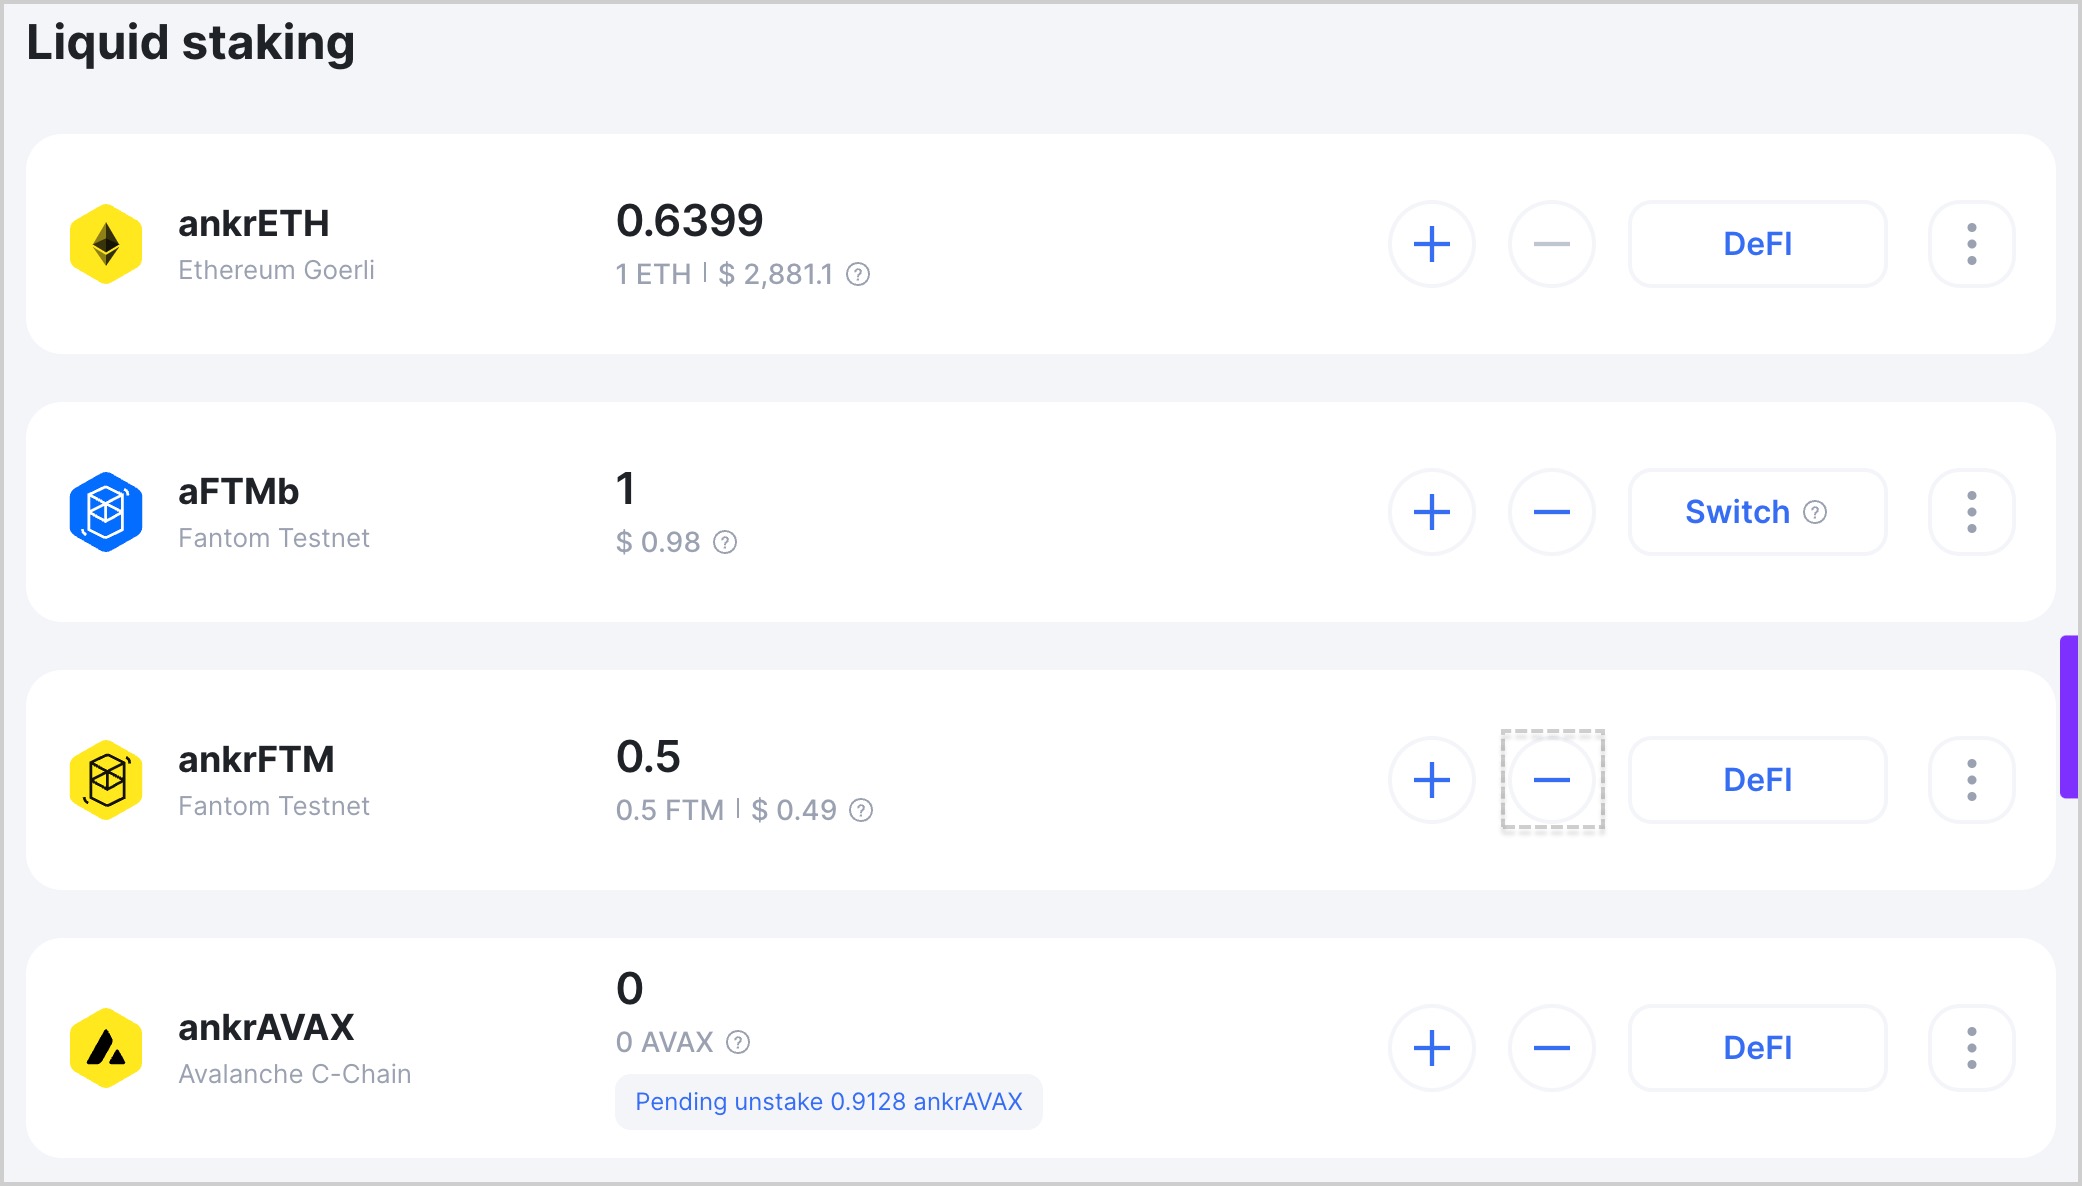 Liquid staking
ankrETH
Ethereum Goerli
0.6399
1 ETH | $ 2,881.1 ?
DeFI
aFTMb
Fantom Testnet
1
$ 0.98 ?
Switch ?
ankrFTM
Fantom Testnet
0.5
0.5 FTM | $ 0.49 ?
DeFI
ankrAVAX
Avalanche C-Chain
0
0 AVAX ?
Pending unstake 0.9128 ankrAVAX
DeFI